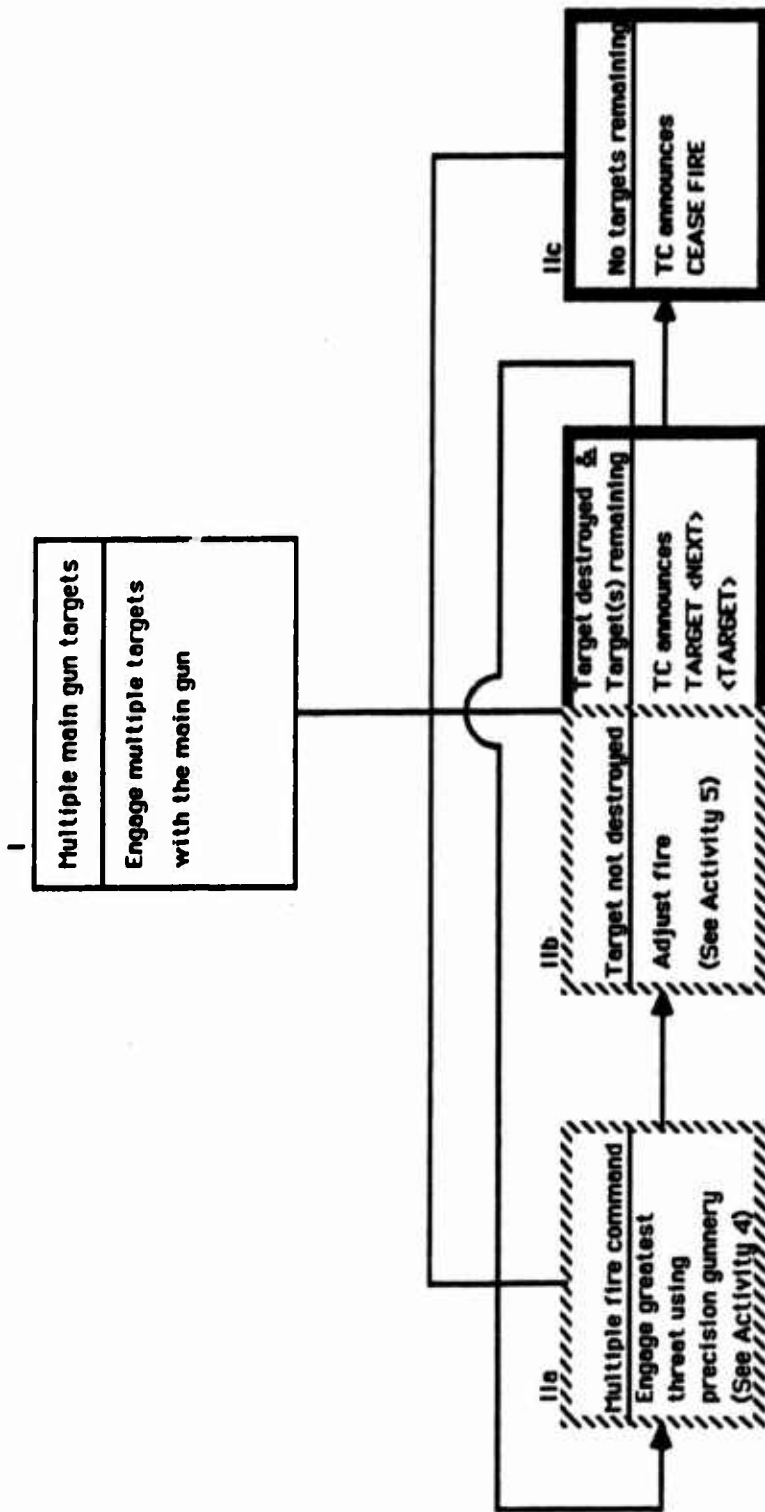 I
Multiple main gun targets
Engage multiple targets
with the main gun
IIa
Multiple fire command
Engage greatest
threat using
precision gunnery
(See Activity 4)
IIb
Target not destroyed
Adjust fire
(See Activity 5)
Target destroyed &
Target(s) remaining
TC announces
TARGET <NEXT>
<TARGET>
IIc
No targets remaining
TC announces
CEASE FIRE